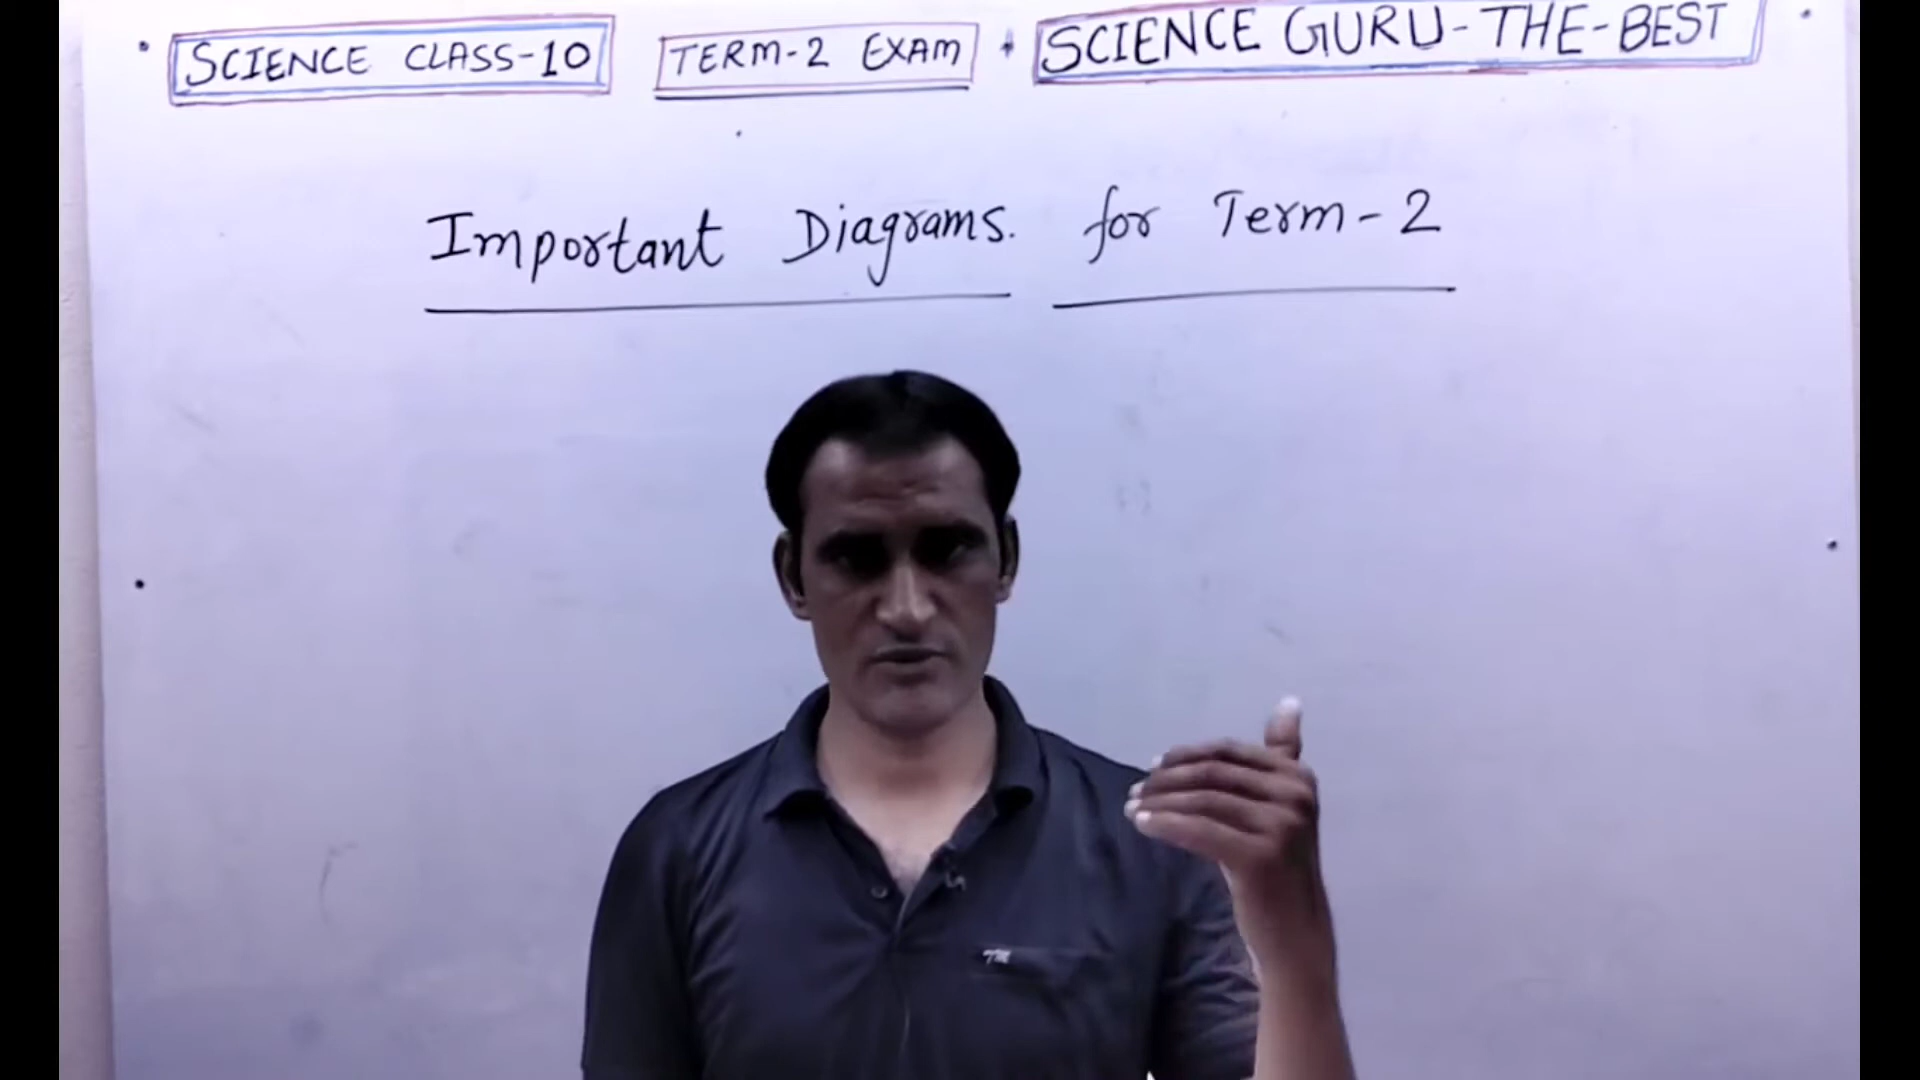 SCIENCE CLASS-10 TERM-2 EXAM SCIENCE GURU-THE-BEST
Important Diagrams. for Term-2